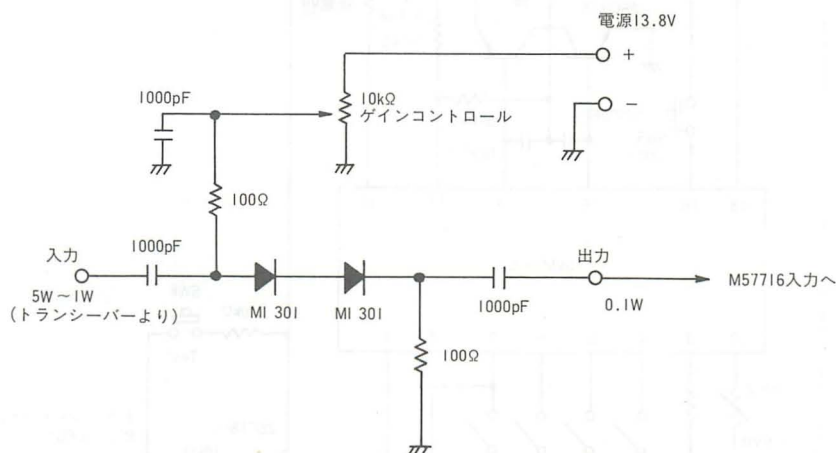 電源13.8V
+
1000pF
10kΩ
ゲインコントロール
−
100Ω
1000pF
入力
出力
M57716入力へ
5W～1W
MI 301
MI 301
1000pF
0.1W
(トランシーバーより)
100Ω